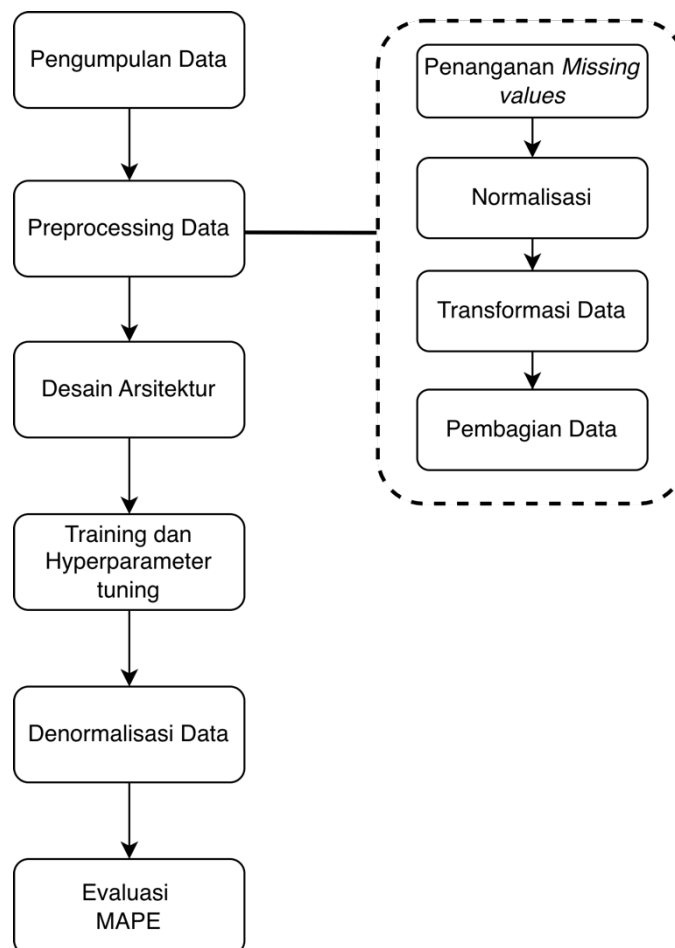 Pengumpulan Data
Preprocessing Data
Desain Arsitektur
Training dan
Hyperparameter
tuning
Denormalisasi Data
Evaluasi
MAPE
Penanganan Missing
values
Normalisasi
Transformasi Data
Pembagian Data